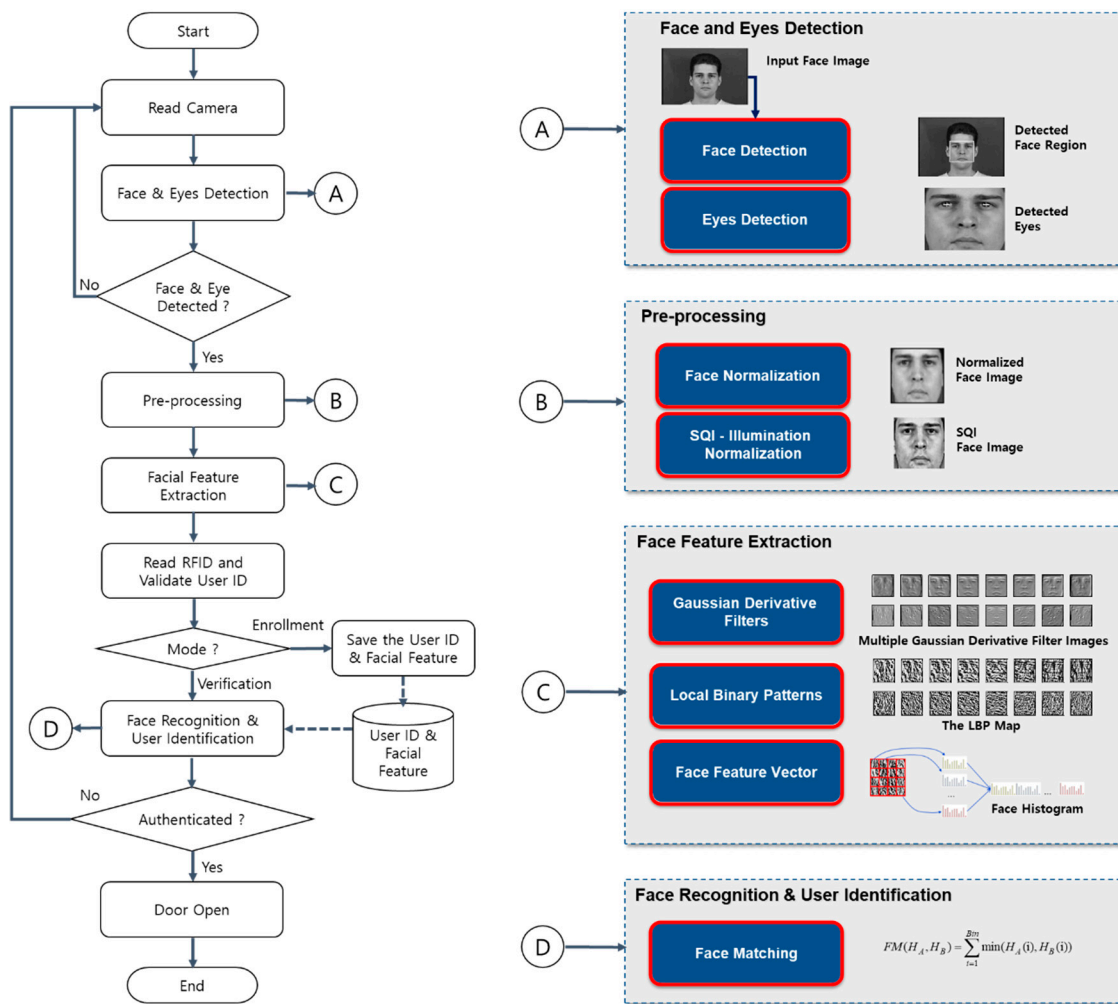 Start
Read Camera
Face & Eyes Detection
A
Face & Eye
Detected ?
No
Yes
Pre-processing
B
Facial Feature
Extraction
C
Read RFID and
Validate User ID
Mode ?
Enrollment
Save the User ID
& Facial Feature
Verification
D
Face Recognition &
User Identification
User ID &
Facial
Feature
No
Authenticated ?
Yes
Door Open
End
A
Face and Eyes Detection
Input Face Image
Face Detection
Detected
Face Region
Eyes Detection
Detected
Eyes
B
Pre-processing
Face Normalization
Normalized
Face Image
SQI - Illumination
Normalization
SQI
Face Image
C
Face Feature Extraction
Gaussian Derivative
Filters
Multiple Gaussian Derivative Filter Images
Local Binary Patterns
The LBP Map
Face Feature Vector
...
...
Face Histogram
D
Face Recognition & User Identification
Face Matching
Bin
FM(H_A, H_B) = ∑ min(H_A(i), H_B(i))
i=1